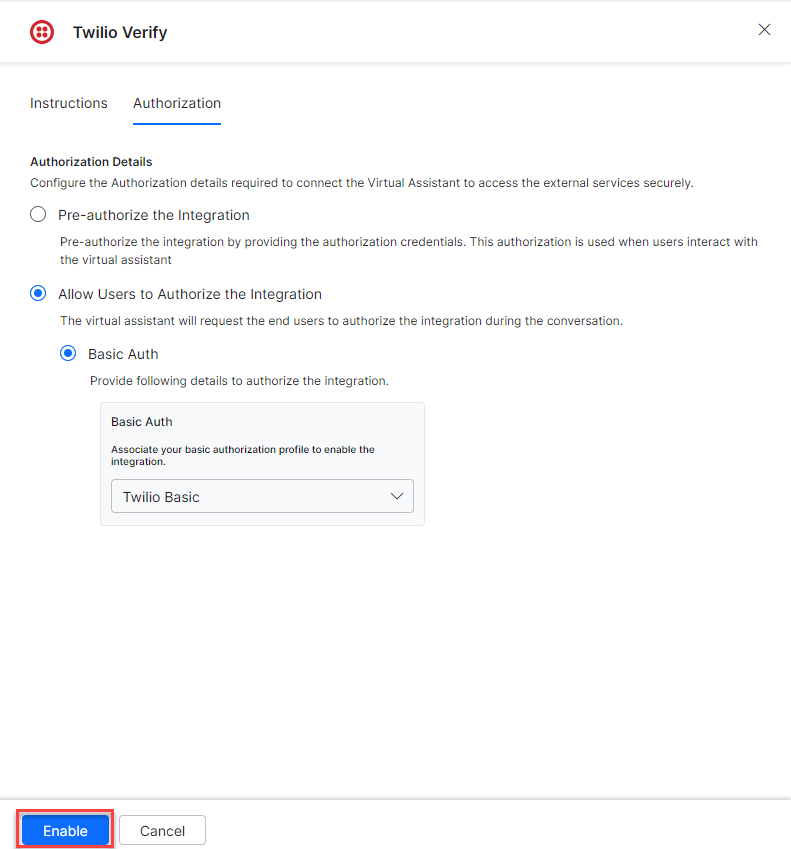 Twilio Verify
Instructions
Authorization
Authorization Details
Configure the Authorization details required to connect the Virtual Assistant to access the external services securely.
Pre-authorize the Integration
Pre-authorize the integration by providing the authorization credentials. This authorization is used when users interact with
the virtual assistant
Allow Users to Authorize the Integration
The virtual assistant will request the end users to authorize the integration during the conversation.
Basic Auth
Provide following details to authorize the integration.
Basic Auth
Associate your basic authorization profile to enable the
integration.
Twilio Basic
Enable
Cancel